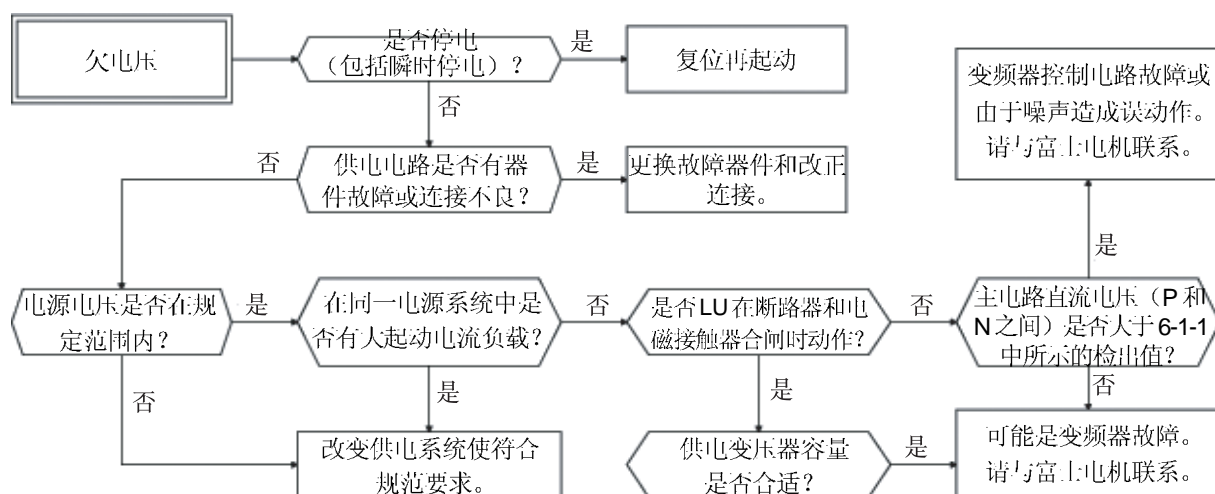 欠电压
是否停电
（包括瞬时停电）？
是
复位再起动
否
变频器控制电路故障或
由于噪声造成误动作。
请与富士电机联系。
否
供电电路是否有器
件故障或连接不良？
是
更换故障器件和改正
连接。
是
电源电压是否在规
定范围内？
是
在同一电源系统中是
否有大起动电流负载？
否
是否LU在断路器和电
磁接触器合闸时动作？
否
主电路直流电压（P和
N之间）是否大于6-1-1
中所示的检出值？
否
是
是
否
改变供电系统使符合
规范要求。
供电变压器容量
是否合适？
是
可能是变频器故障。
请与富士电机联系。